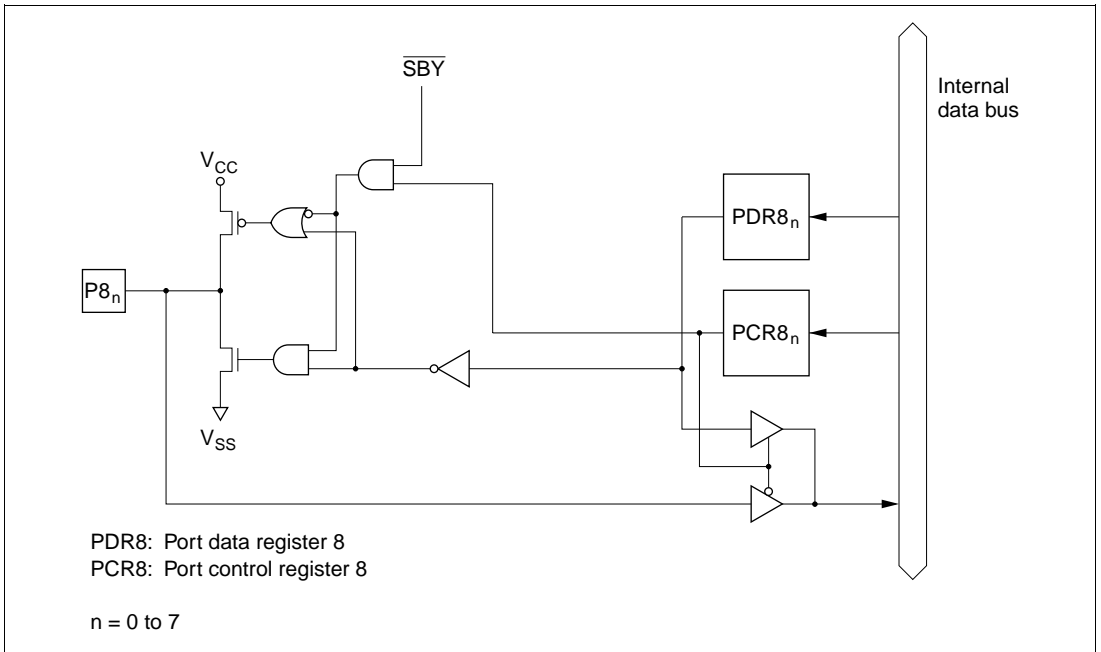 SBY
Internal
data bus
VCC
PDR8n
P8n
PCR8n
VSS
PDR8: Port data register 8
PCR8: Port control register 8
n = 0 to 7